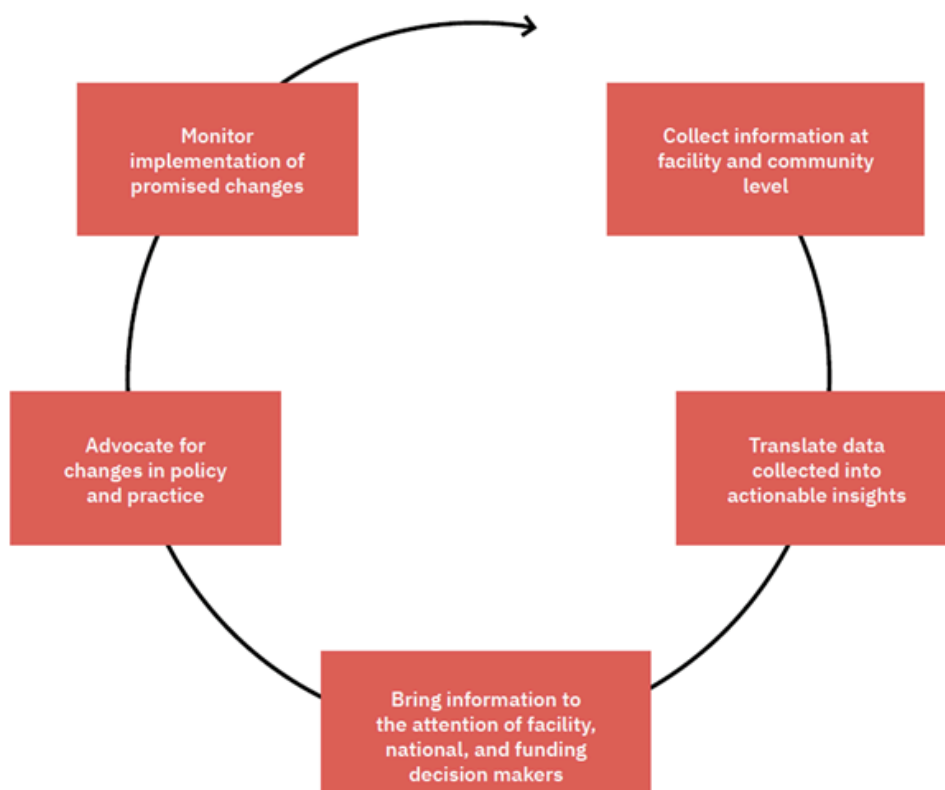 Monitor
implementation of
promised changes
Collect information at
facility and community
level
Advocate for
changes in policy
and practice
Translate data
collected into
actionable insights
Bring information to
the attention of facility,
national, and funding
decision makers